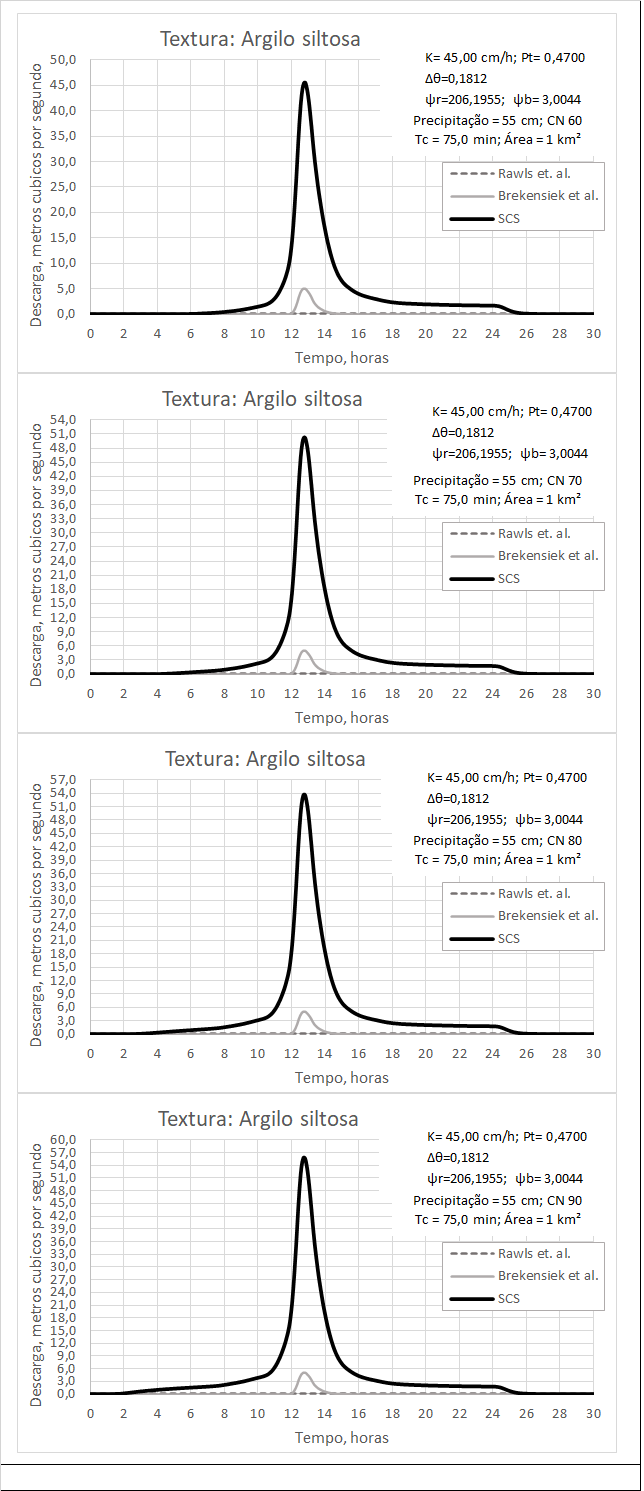 Textura: Argilo siltosa
K= 45,00 cm/h; Pt= 0,4700
Δθ=0,1812
ψr=206,1955; ψb= 3,0044
Precipitação = 55 cm; CN 60
Tc = 75,0 min; Área = 1 km²
Rawls et. al.
Brekensiek et al.
SCS
Descarga, metros cubicos por segundo
50,0
45,0
40,0
35,0
30,0
25,0
20,0
15,0
10,0
5,0
0,0
0 2 4 6 8 10 12 14 16 18 20 22 24 26 28 30
Tempo, horas
Textura: Argilo siltosa
K= 45,00 cm/h; Pt= 0,4700
Δθ=0,1812
ψr=206,1955; ψb= 3,0044
Precipitação = 55 cm; CN 70
Tc = 75,0 min; Área = 1 km²
Rawls et. al.
Brekensiek et al.
SCS
Descarga, metros cubicos por segundo
54,0
51,0
48,0
45,0
42,0
39,0
36,0
33,0
30,0
27,0
24,0
21,0
18,0
15,0
12,0
9,0
6,0
3,0
0,0
0 2 4 6 8 10 12 14 16 18 20 22 24 26 28 30
Tempo, horas
Textura: Argilo siltosa
K= 45,00 cm/h; Pt= 0,4700
Δθ=0,1812
ψr=206,1955; ψb= 3,0044
Precipitação = 55 cm; CN 80
Tc = 75,0 min; Área = 1 km²
Rawls et. al.
Brekensiek et al.
SCS
Descarga, metros cubicos por segundo
57,0
54,0
51,0
48,0
45,0
42,0
39,0
36,0
33,0
30,0
27,0
24,0
21,0
18,0
15,0
12,0
9,0
6,0
3,0
0,0
0 2 4 6 8 10 12 14 16 18 20 22 24 26 28 30
Tempo, horas
Textura: Argilo siltosa
K= 45,00 cm/h; Pt= 0,4700
Δθ=0,1812
ψr=206,1955; ψb= 3,0044
Precipitação = 55 cm; CN 90
Tc = 75,0 min; Área = 1 km²
Rawls et. al.
Brekensiek et al.
SCS
Descarga, metros cubicos por segundo
60,0
57,0
54,0
51,0
48,0
45,0
42,0
39,0
36,0
33,0
30,0
27,0
24,0
21,0
18,0
15,0
12,0
9,0
6,0
3,0
0,0
0 2 4 6 8 10 12 14 16 18 20 22 24 26 28 30
Tempo, horas